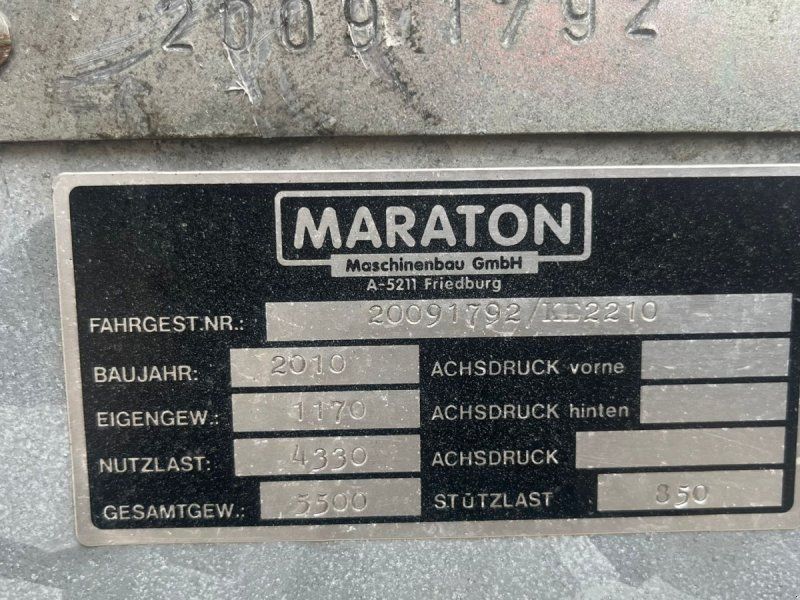 20091792
MARATON
Maschinenbau GmbH
A-5211 Friedburg
FAHRGEST.NR.: 20091792/KE2210
BAUJAHR: 2010 ACHSDRUCK vorne
EIGENGEW.: 1170 ACHSDRUCK hinten
NUTZLAST: 4330 ACHSDRUCK
GESAMTGEW.: 5500 STÜTZLAST 850